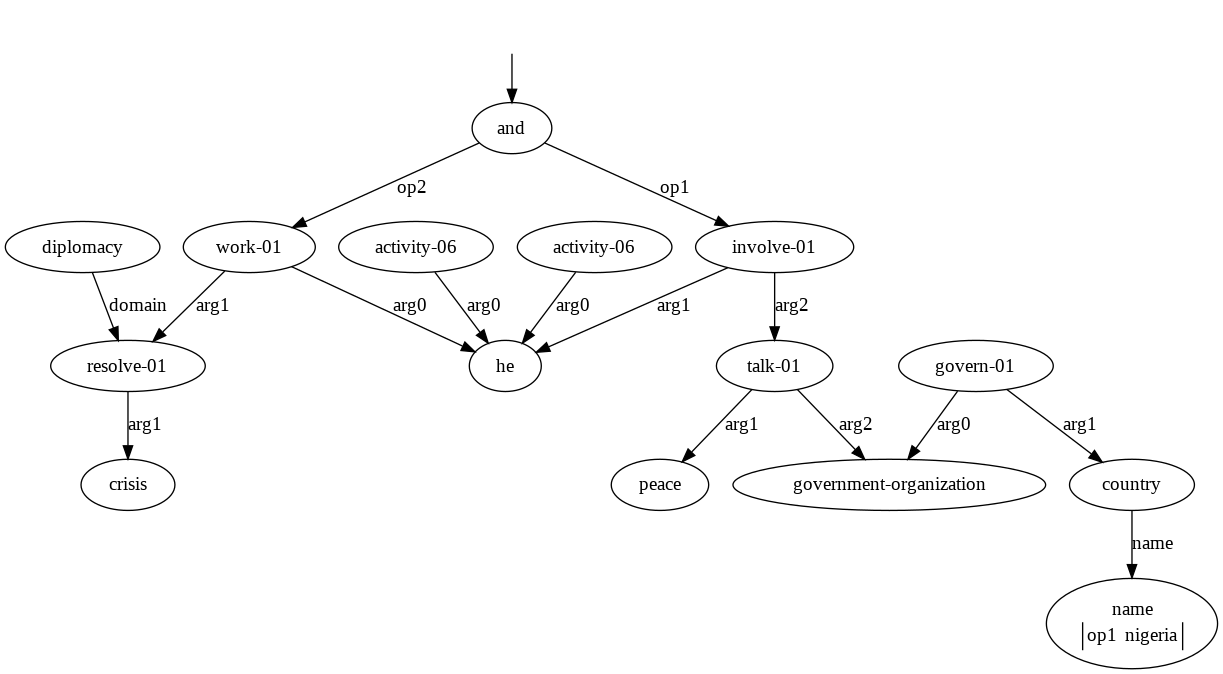 and
op2
op1
diplomacy
work-01
activity-06
activity-06
involve-01
domain
arg1
arg0
arg0
arg0
arg1
arg2
resolve-01
he
talk-01
govern-01
arg1
arg1
arg2
arg0
arg1
crisis
peace
government-organization
country
name
name
op1 nigeria